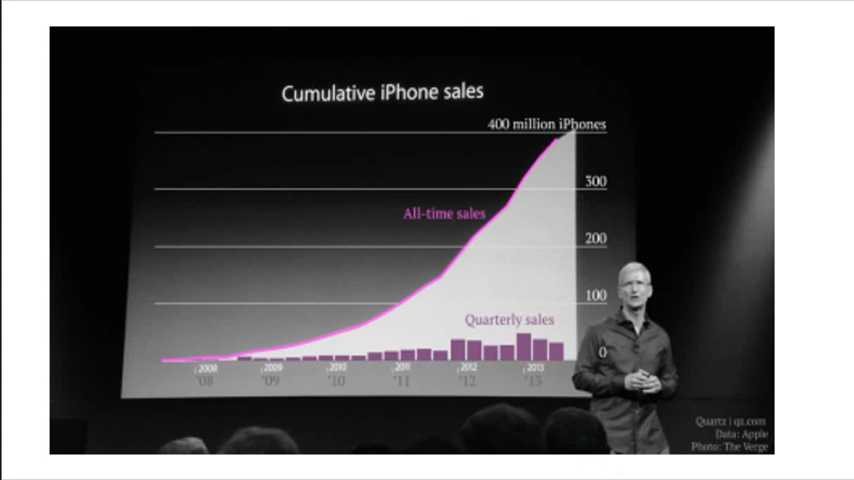 Cumulative iPhone sales
400 million iPhones
300
All-time sales
200
100
Quarterly sales
0
2008 2009 2010 2011 2012 2013
'08 '09 '10 '11 '12 '13
Quartz | qz.com
Data: Apple
Photo: The Verge